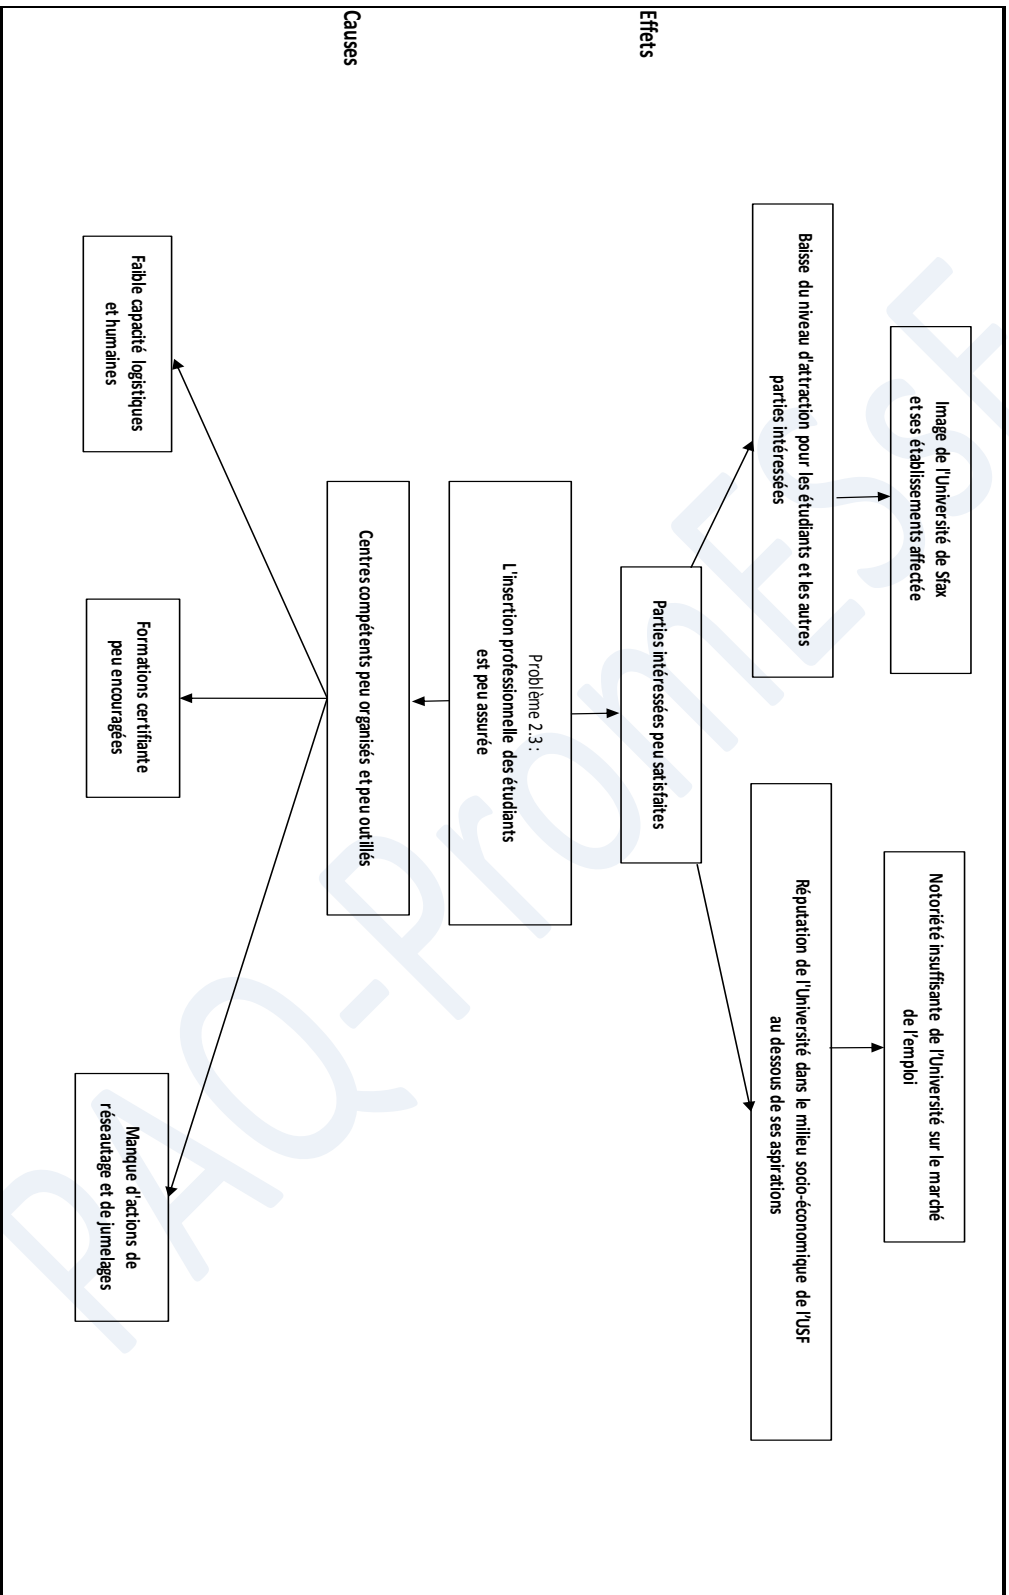 Image de l'Université de Sfax
et ses établissements affectée
Notoriété insuffisante de l'Université sur le marché
de l'emploi
Baisse du niveau d'attraction pour les étudiants et les autres
parties intéressées
Réputation de l'Université dans le milieu socio-économique de l'USF
au dessous de ses aspirations
Effets
Parties intéressées peu satisfaites
Problème 2.3 :
L'insertion professionnelle des étudiants
est peu assurée
Centres compétents peu organisés et peu outillés
Causes
Faible capacité logistiques
et humaines
Formations certifiante
peu encouragées
Manque d'actions de
réseautage et de jumelages
PAQ-PromESSE